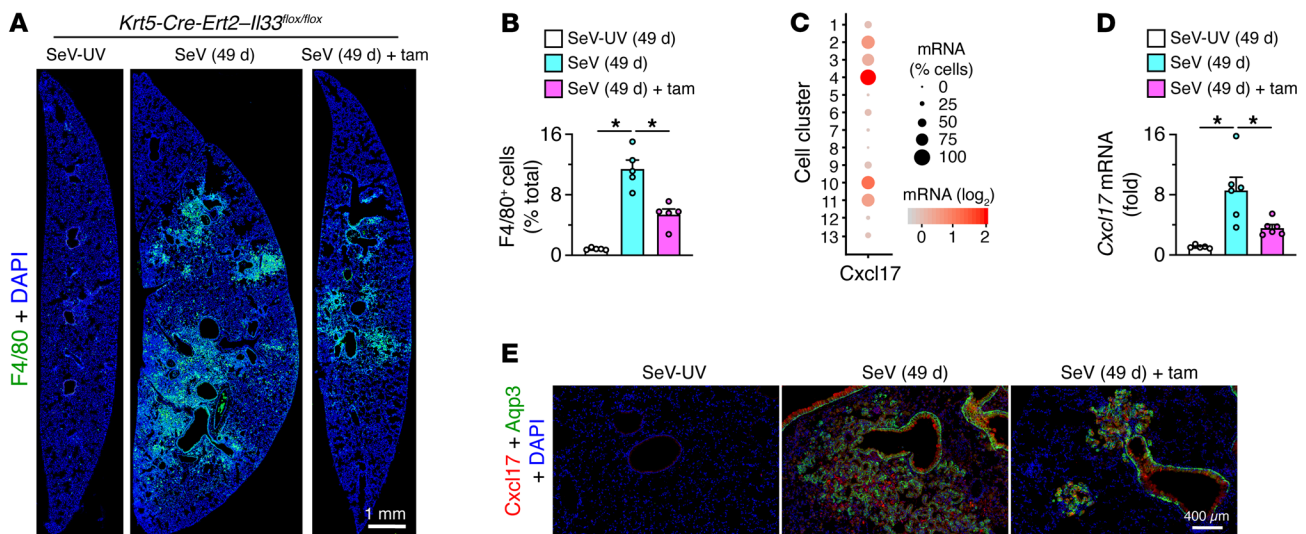 A
Krt5-Cre-Ert2–Il33flox/flox
SeV-UV
SeV (49 d)
SeV (49 d) + tam
F4/80 + DAPI
1 mm
B
SeV-UV (49 d)
SeV (49 d)
SeV (49 d) + tam
F4/80+ cells
(% total)
16
8
0
*
*
C
Cell cluster
1
2
3
4
5
6
7
8
9
10
11
12
13
Cxcl17
mRNA
(% cells)
0
25
50
75
100
mRNA (log2)
0
1
2
D
SeV-UV (49 d)
SeV (49 d)
SeV (49 d) + tam
Cxcl17 mRNA
(fold)
16
8
0
*
*
E
SeV-UV
SeV (49 d)
SeV (49 d) + tam
Cxcl17 + Aqp3
+ DAPI
400 µm